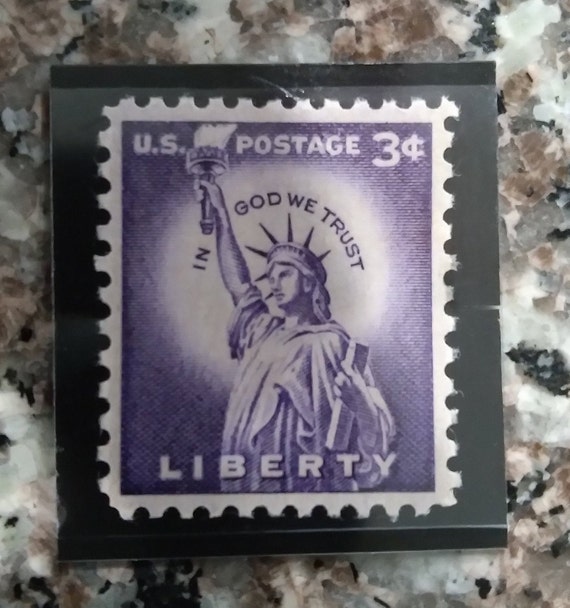 U.S. POSTAGE 3¢
IN GOD WE TRUST
LIBERTY